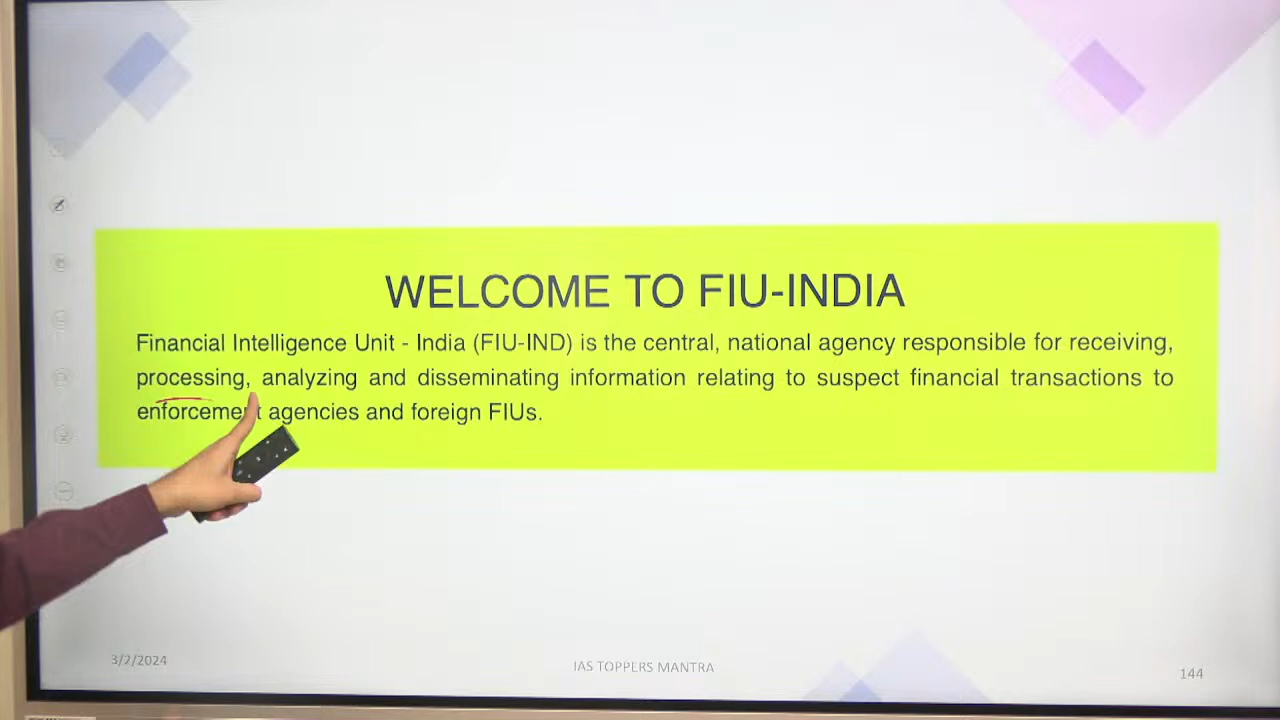 WELCOME TO FIU-INDIA
Financial Intelligence Unit - India (FIU-IND) is the central, national agency responsible for receiving,
processing, analyzing and disseminating information relating to suspect financial transactions to
enforcement agencies and foreign FIUs.
3/2/2024
IAS TOPPERS MANTRA
144